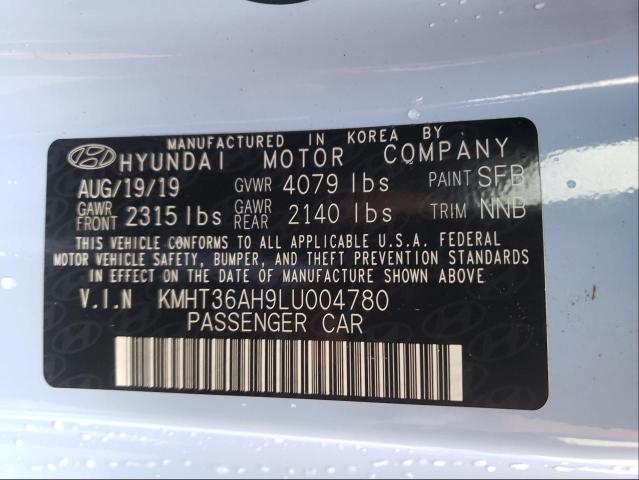 MANUFACTURED IN KOREA BY
HYUNDAI MOTOR COMPANY
AUG/19/19 GVWR 4079 lbs PAINT SFB
GAWR FRONT 2315 lbs GAWR REAR 2140 lbs TRIM NNB
THIS VEHICLE CONFORMS TO ALL APPLICABLE U.S.A. FEDERAL
MOTOR VEHICLE SAFETY, BUMPER, AND THEFT PREVENTION STANDARDS
IN EFFECT ON THE DATE OF MANUFACTURE SHOWN ABOVE.
V.I.N KMHT36AH9LU004780
PASSENGER CAR